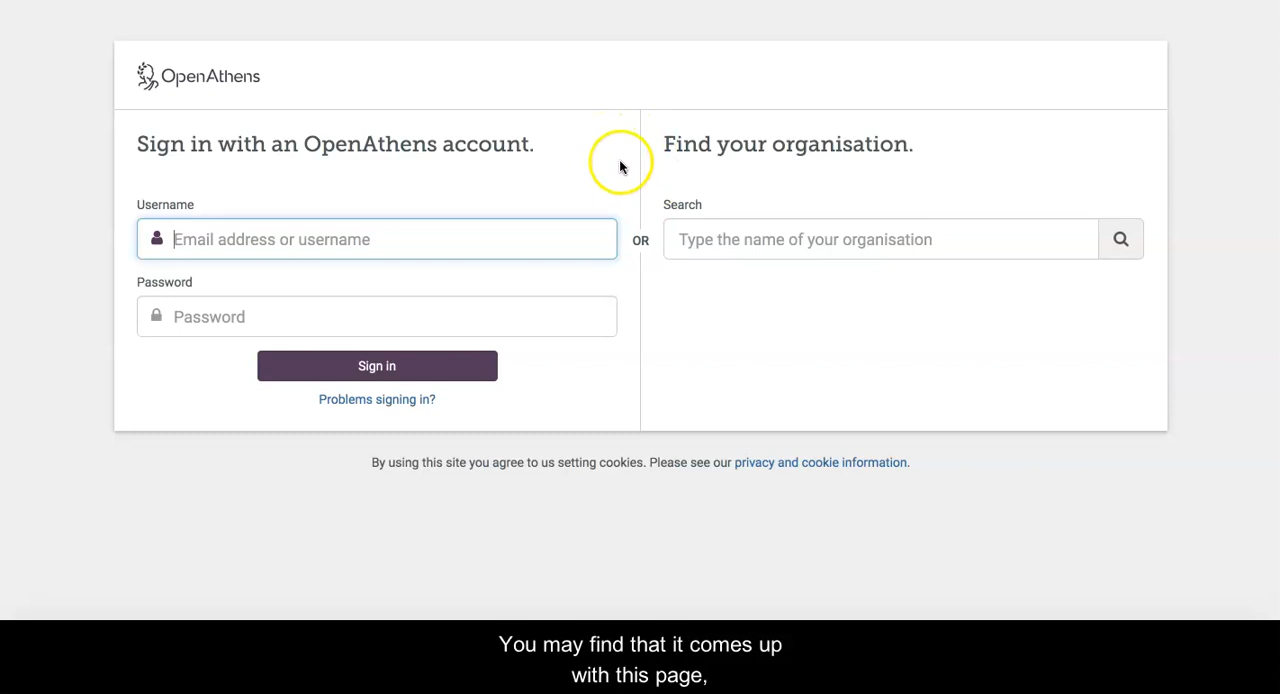 OpenAthens
Sign in with an OpenAthens account.
Username
Email address or username
Password
Password
Sign in
Problems signing in?
OR
Find your organisation.
Search
Type the name of your organisation
By using this site you agree to us setting cookies. Please see our privacy and cookie information.
You may find that it comes up
with this page,